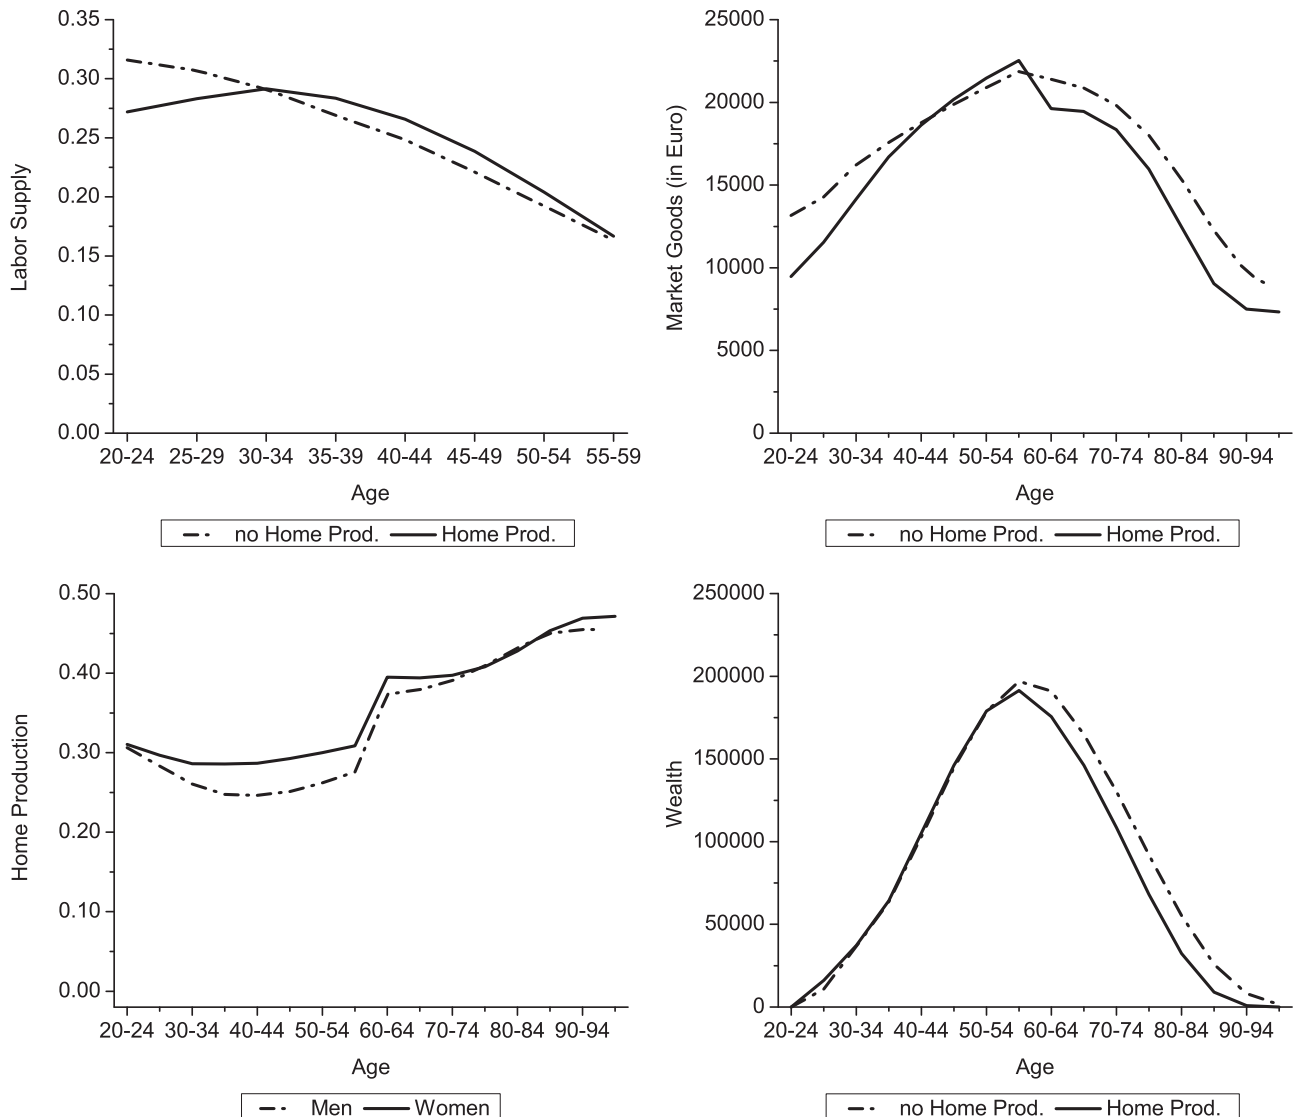 0.35
0.30
0.25
0.20
0.15
0.10
0.05
0.00
Labor Supply
20-24 25-29 30-34 35-39 40-44 45-49 50-54 55-59
Age
no Home Prod. Home Prod.
25000
20000
15000
10000
5000
0
Market Goods (in Euro)
20-24 30-34 40-44 50-54 60-64 70-74 80-84 90-94
Age
no Home Prod. Home Prod.
0.50
0.40
0.30
0.20
0.10
0.00
Home Production
20-24 30-34 40-44 50-54 60-64 70-74 80-84 90-94
Age
Men Women
250000
200000
150000
100000
50000
0
Wealth
20-24 30-34 40-44 50-54 60-64 70-74 80-84 90-94
Age
no Home Prod. Home Prod.